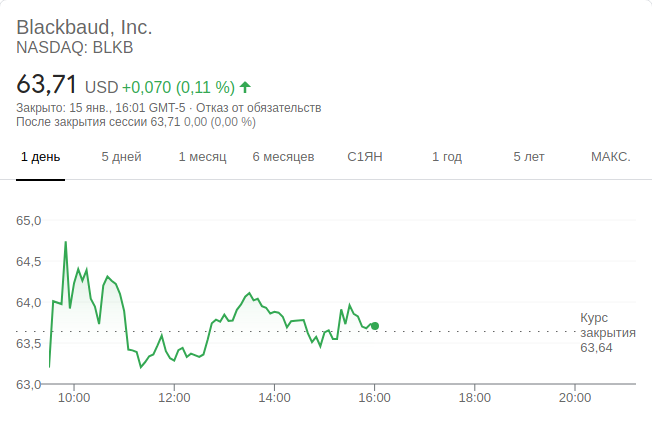 Blackbaud, Inc.
NASDAQ: BLKB
63,71 USD +0,070 (0,11 %)
Закрыто: 15 янв., 16:01 GMT-5 · Отказ от обязательств
После закрытия сессии 63,71 0,00 (0,00 %)
1 день 5 дней 1 месяц 6 месяцев С1ЯН 1 год 5 лет МАКС.
65,0
64,5
64,0
63,5
63,0
Курс
закрытия
63,64
10:00 12:00 14:00 16:00 18:00 20:00